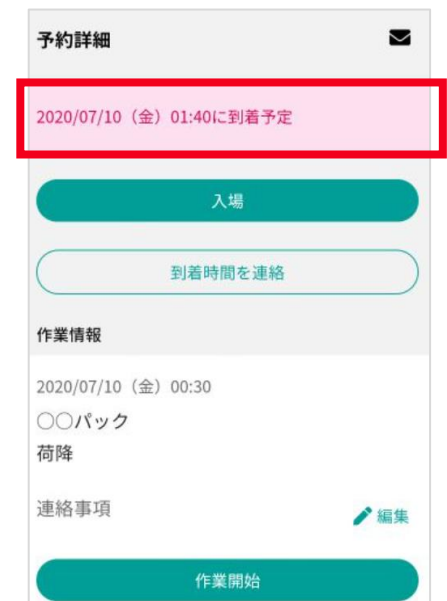 予約詳細
2020/07/10（金）01:40に到着予定
入場
到着時間を連絡
作業情報
2020/07/10（金）00:30
○○パック
荷降
連絡事項
編集
作業開始